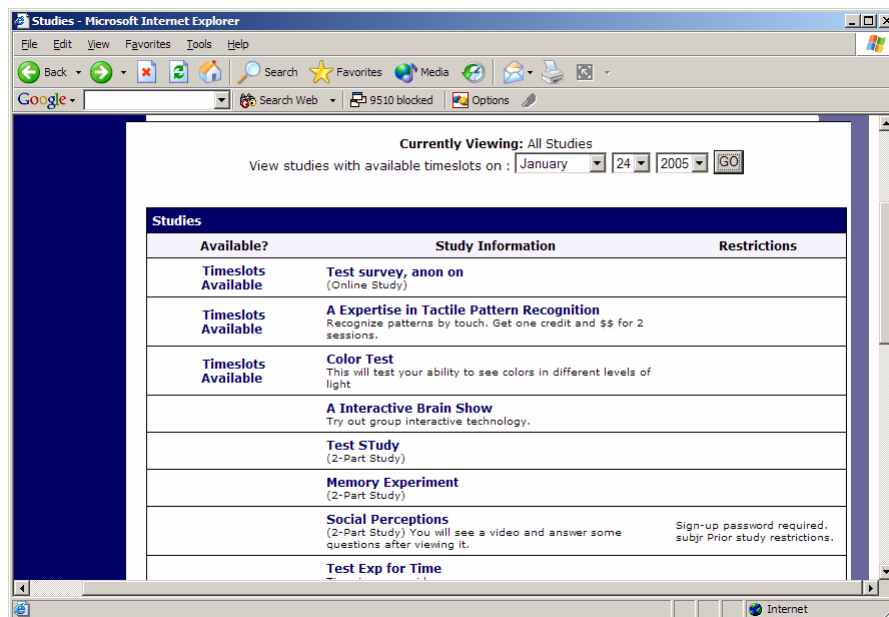 Studies - Microsoft Internet Explorer
File Edit View Favorites Tools Help
Back Search Favorites Media
Google Search Web 9510 blocked Options
Currently Viewing: All Studies
View studies with available timeslots on : January 24 2005 GO
Studies
Available? Study Information Restrictions
Timeslots Available
Test survey, anon on
(Online Study)
Timeslots Available
A Expertise in Tactile Pattern Recognition
Recognize patterns by touch. Get one credit and $$ for 2
sessions.
Timeslots Available
Color Test
This will test your ability to see colors in different levels of
light
A Interactive Brain Show
Try out group interactive technology.
Test STudy
(2-Part Study)
Memory Experiment
(2-Part Study)
Social Perceptions
(2-Part Study) You will see a video and answer some
questions after viewing it.
Sign-up password required.
subjr Prior study restrictions.
Test Exp for Time
Internet